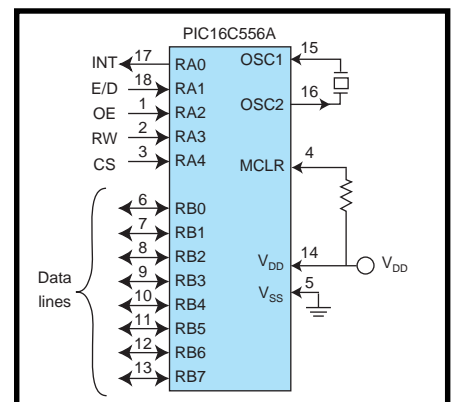 PIC16C556A
INT 17 RA0 OSC1 15
E/D 18 RA1
OE 1 RA2 OSC2 16
RW 2 RA3
CS 3 RA4 MCLR 4
6 RB0
7 RB1
8 RB2 VDD 14 VDD
9 RB3
Data lines
10 RB4 VSS 5
11 RB5
12 RB6
13 RB7